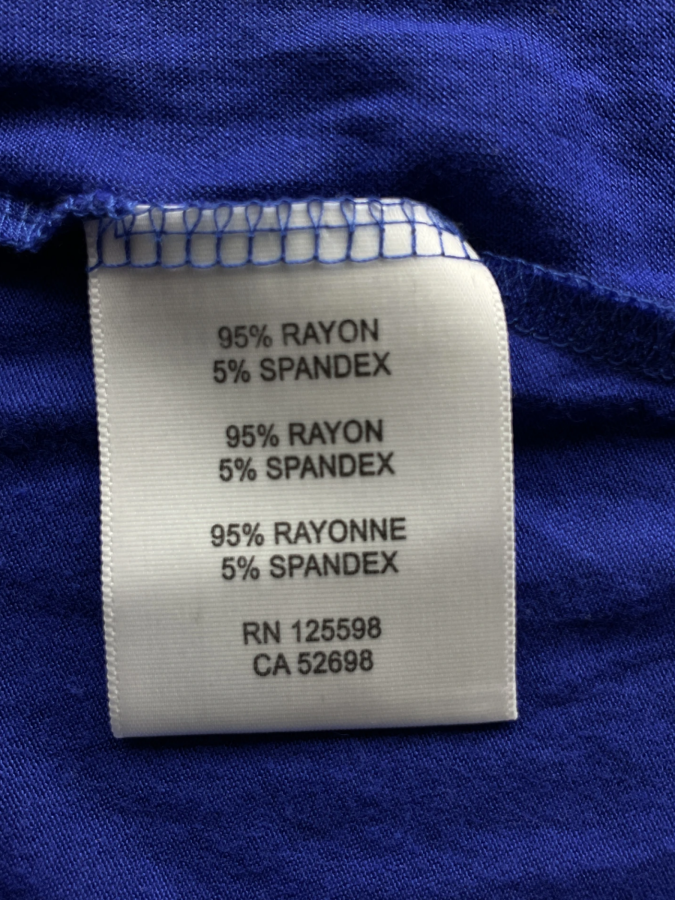 95% RAYON
5% SPANDEX
95% RAYON
5% SPANDEX
95% RAYONNE
5% SPANDEX
RN 125598
CA 52698